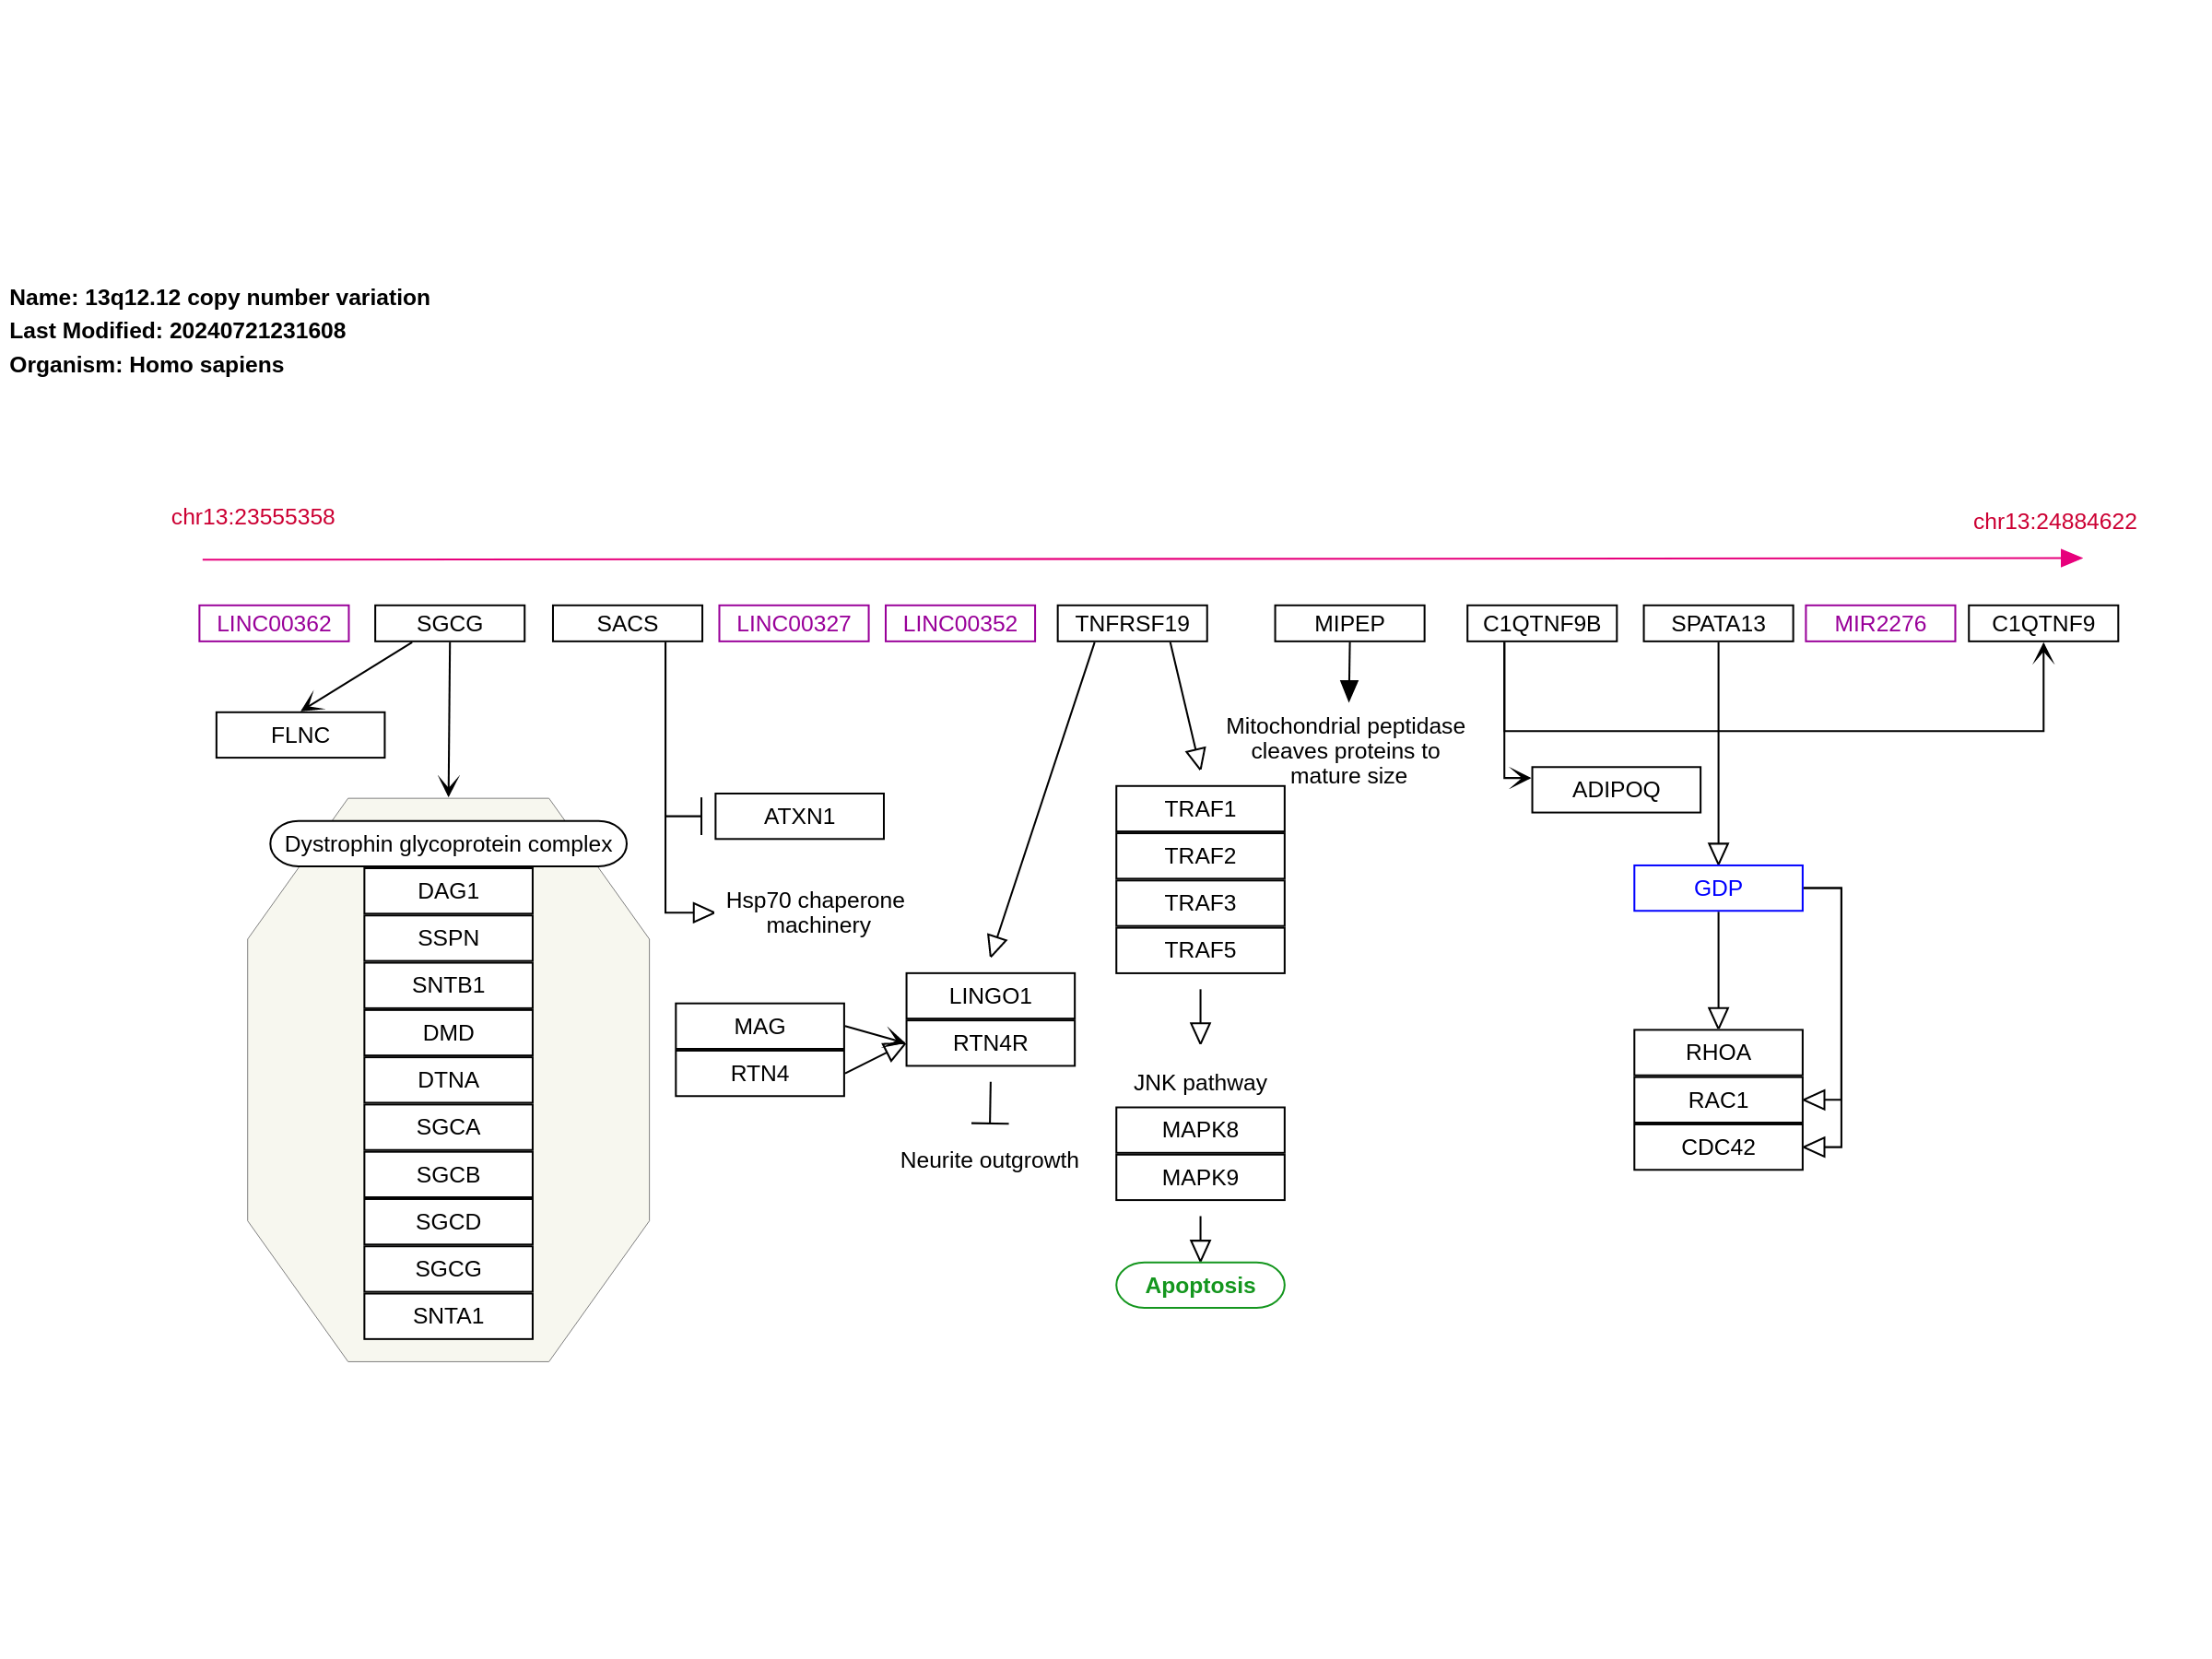 Name: 13q12.12 copy number variation
Last Modified: 20240721231608
Organism: Homo sapiens
chr13:23555358
chr13:24884622
LINC00362
SGCG
SACS
LINC00327
LINC00352
TNFRSF19
MIPEP
C1QTNF9B
SPATA13
MIR2276
C1QTNF9
FLNC
Mitochondrial peptidase
cleaves proteins to
mature size
ADIPOQ
ATXN1
Hsp70 chaperone
machinery
Dystrophin glycoprotein complex
DAG1
SSPN
SNTB1
DMD
DTNA
SGCA
SGCB
SGCD
SGCG
SNTA1
MAG
RTN4
LINGO1
RTN4R
Neurite outgrowth
TRAF1
TRAF2
TRAF3
TRAF5
JNK pathway
MAPK8
MAPK9
Apoptosis
GDP
RHOA
RAC1
CDC42